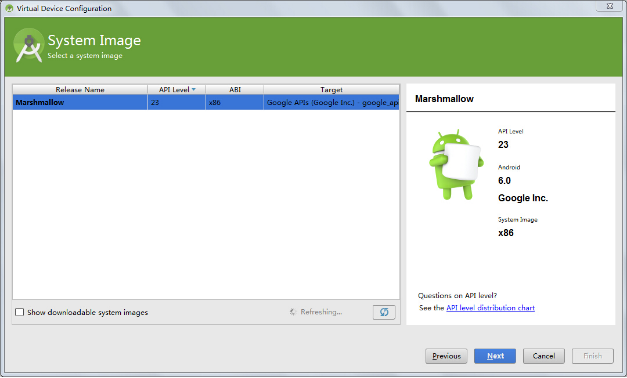 Virtual Device Configuration
System Image
Select a system image
Release Name API Level ABI Target
Marshmallow 23 x86 Google APIs (Google Inc.) - google_ap
Show downloadable system images
Refreshing...
Marshmallow
API Level
23
Android
6.0
Google Inc.
System Image
x86
Questions on API level?
See the API level distribution chart
Previous Next Cancel Finish